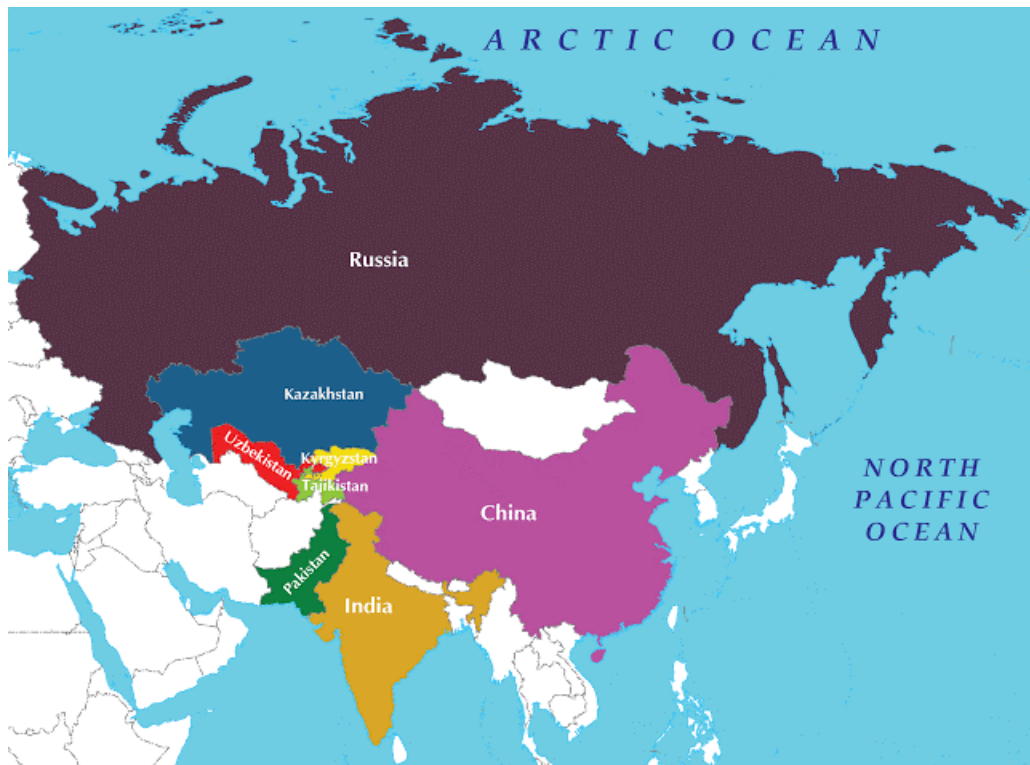 ARCTIC OCEAN
Russia
Kazakhstan
Uzbekistan
Kyrgyzstan
Tajikistan
NORTH
PACIFIC
OCEAN
China
Pakistan
India